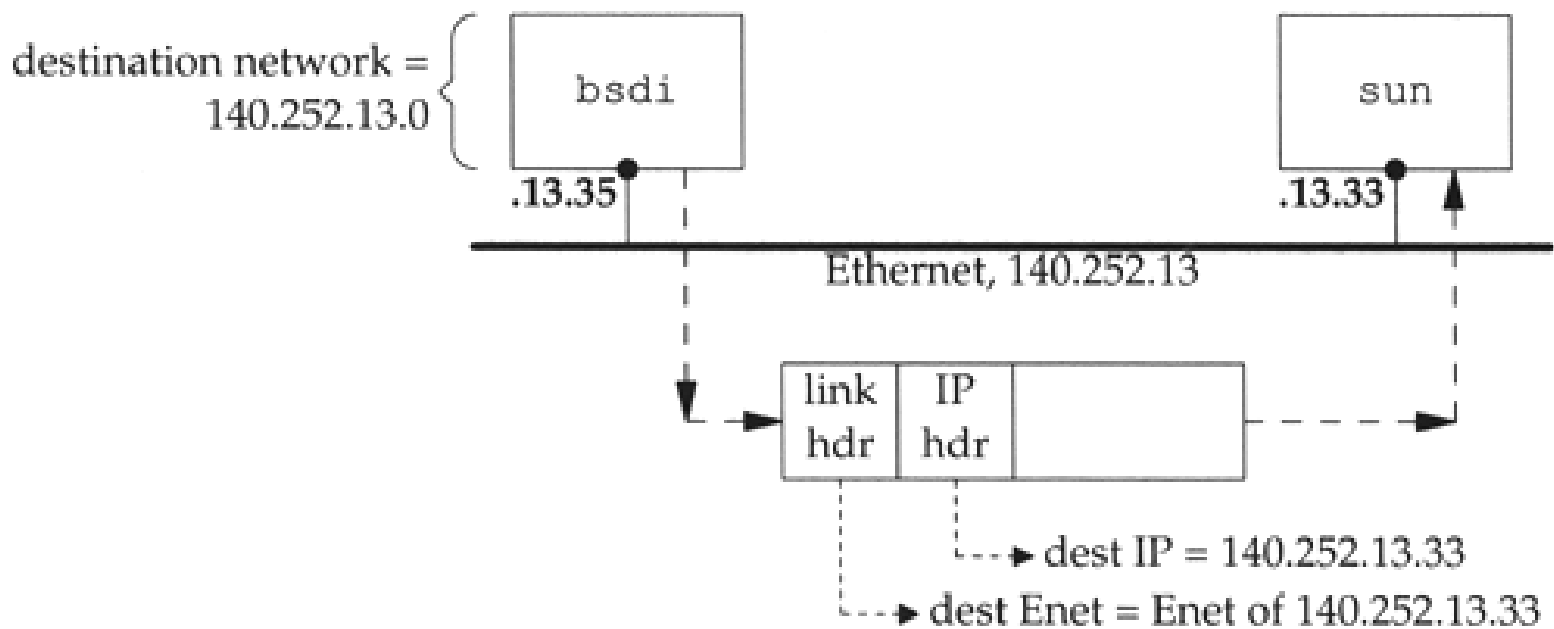 destination network =
140.252.13.0
bsdi
sun
.13.35
.13.33
Ethernet, 140.252.13
link
hdr
IP
hdr
dest IP = 140.252.13.33
dest Enet = Enet of 140.252.13.33